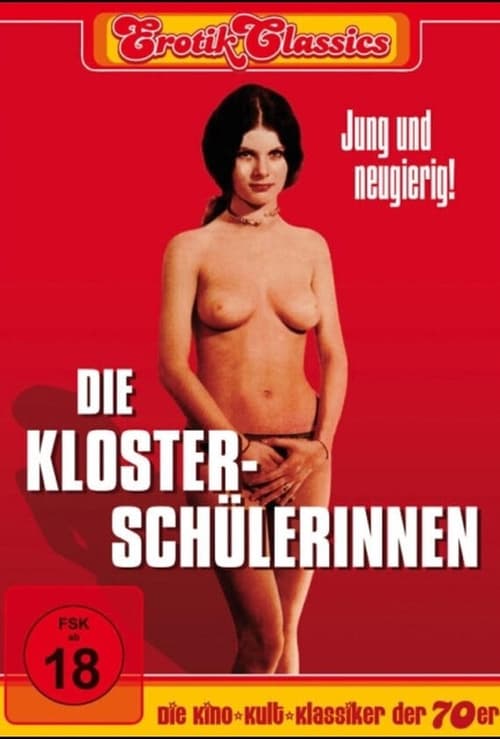 Erotik Classics
Jung und
neugierig!
DIE
KLOSTER-
SCHÜLERINNEN
FSK
ab
18
Die Kino★Kult★Klassiker der 70er